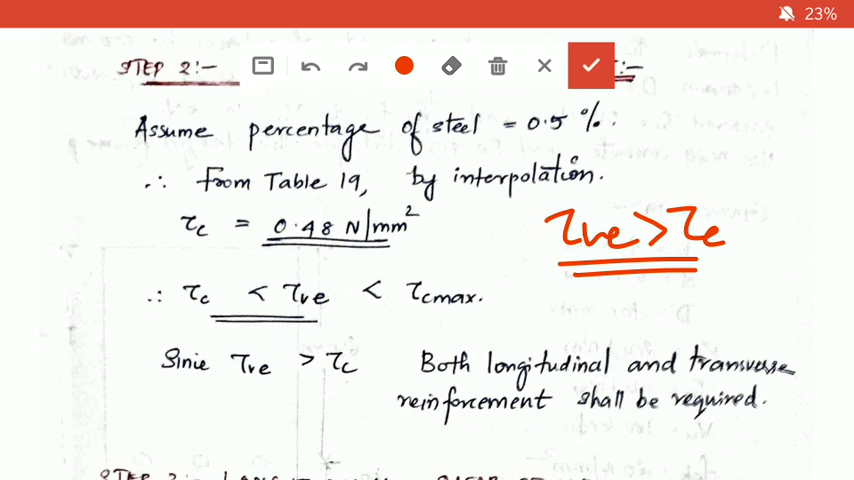 23%
STEP 2:-
Assume percentage of steel = 0.5 %.
∴ from Table 19, by interpolation.
τc = 0.48 N/mm²
τve > τc
∴ τc < τve < τcmax.
Sinie τve > τc Both longitudinal and transverse
reinforcement shall be required.